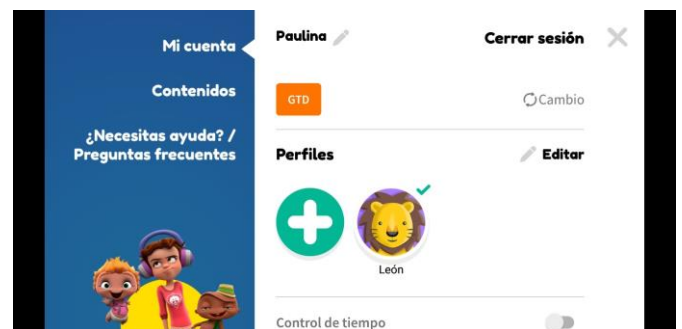 Mi cuenta
Contenidos
¿Necesitas ayuda? /
Preguntas frecuentes
Paulina
Cerrar sesión
GTD
Cambio
Perfiles
Editar
León
Control de tiempo